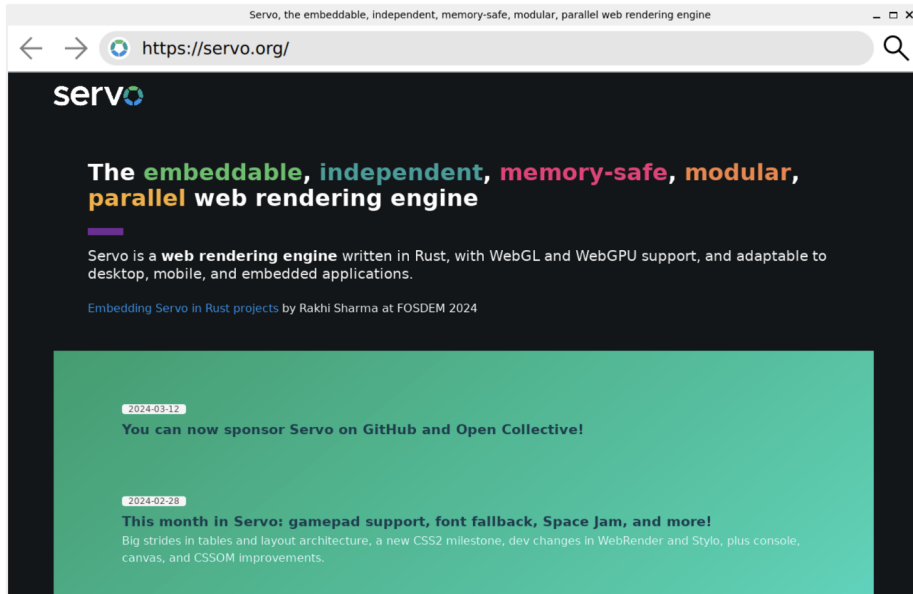 Servo, the embeddable, independent, memory-safe, modular, parallel web rendering engine
https://servo.org/
servo
The embeddable, independent, memory-safe, modular,
parallel web rendering engine
Servo is a web rendering engine written in Rust, with WebGL and WebGPU support, and adaptable to
desktop, mobile, and embedded applications.
Embedding Servo in Rust projects by Rakhi Sharma at FOSDEM 2024
2024-03-12
You can now sponsor Servo on GitHub and Open Collective!
2024-02-28
This month in Servo: gamepad support, font fallback, Space Jam, and more!
Big strides in tables and layout architecture, a new CSS2 milestone, dev changes in WebRender and Stylo, plus console,
canvas, and CSSOM improvements.